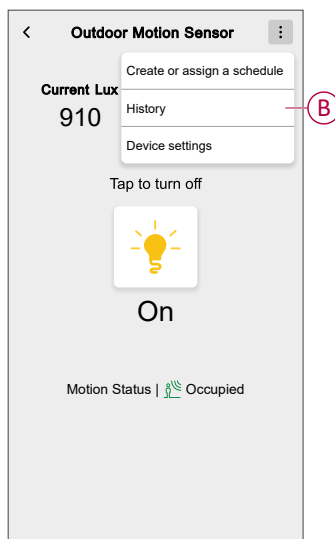 Outdoor Motion Sensor
Create or assign a schedule
Current Lux
910
History
B
Device settings
Tap to turn off
On
Motion Status | Occupied